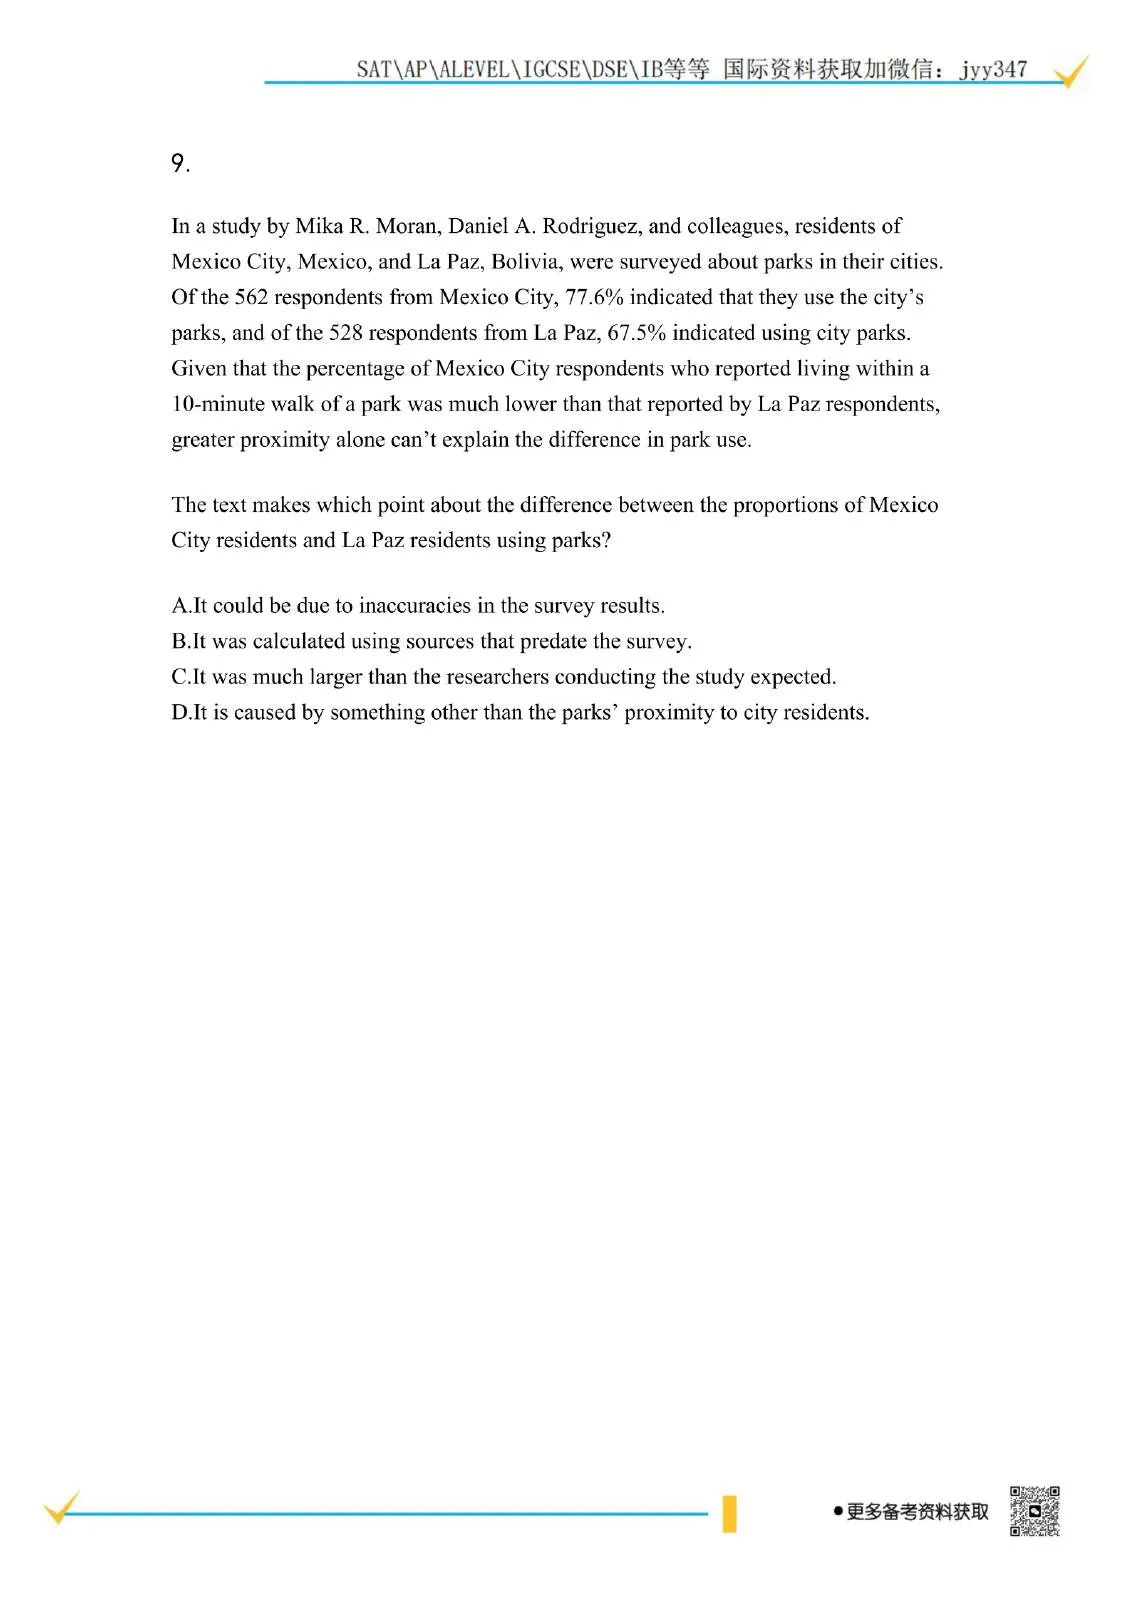 SAT\AP\ALEVEL\IGCSE\DSE\IB等等 国际资料获取加微信：jyy347
9.
In a study by Mika R. Moran, Daniel A. Rodriguez, and colleagues, residents of
Mexico City, Mexico, and La Paz, Bolivia, were surveyed about parks in their cities.
Of the 562 respondents from Mexico City, 77.6% indicated that they use the city’s
parks, and of the 528 respondents from La Paz, 67.5% indicated using city parks.
Given that the percentage of Mexico City respondents who reported living within a
10-minute walk of a park was much lower than that reported by La Paz respondents,
greater proximity alone can’t explain the difference in park use.
The text makes which point about the difference between the proportions of Mexico
City residents and La Paz residents using parks?
A.It could be due to inaccuracies in the survey results.
B.It was calculated using sources that predate the survey.
C.It was much larger than the researchers conducting the study expected.
D.It is caused by something other than the parks’ proximity to city residents.
●更多备考资料获取